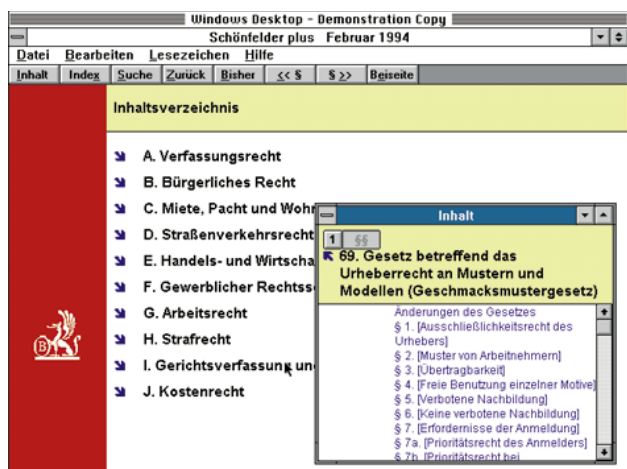 Windows Desktop - Demonstration Copy
Schönfelder plus Februar 1994
Datei Bearbeiten Lesezeichen Hilfe
Inhalt Index Suche Zurück Bisher << § § >> Beiseite
Inhaltsverzeichnis
A. Verfassungsrecht
B. Bürgerliches Recht
C. Miete, Pacht und Wohn
D. Straßenverkehrsrecht
E. Handels- und Wirtscha
F. Gewerblicher Rechtss
G. Arbeitsrecht
H. Strafrecht
I. Gerichtsverfassung un
J. Kostenrecht
B
Inhalt
1 §§
69. Gesetz betreffend das
Urheberrecht an Mustern und
Modellen (Geschmacksmustergesetz)
Änderungen des Gesetzes
§ 1. [Ausschließlichkeitsrecht des
Urhebers]
§ 2. [Muster von Arbeitnehmern]
§ 3. [Übertragbarkeit]
§ 4. [Freie Benutzung einzelner Motive]
§ 5. [Verbotene Nachbildung]
§ 6. [Keine verbotene Nachbildung]
§ 7. [Erfordernisse der Anmeldung]
§ 7a. [Prioritätsrecht des Anmelders]
§ 7b. [Prioritätsrecht bei